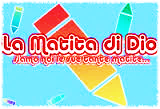 La Matita di Dio
siamo noi le sue tante matite...